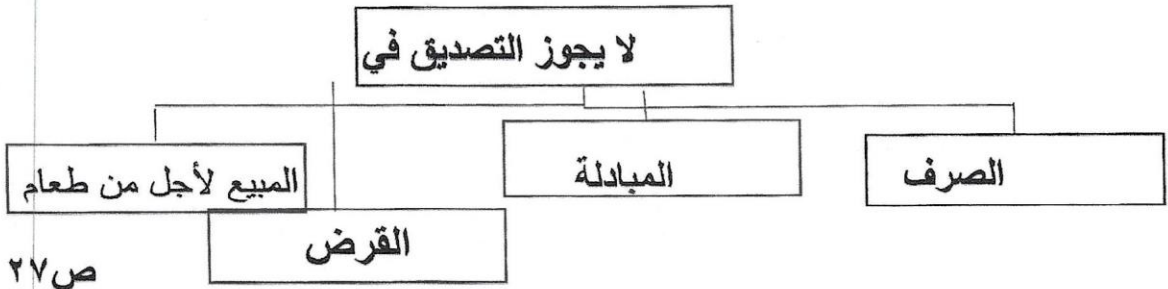 لا يجوز التصديق في
الصرف
المبادلة
المبيع لأجل من طعام
القرض
ص٢٧